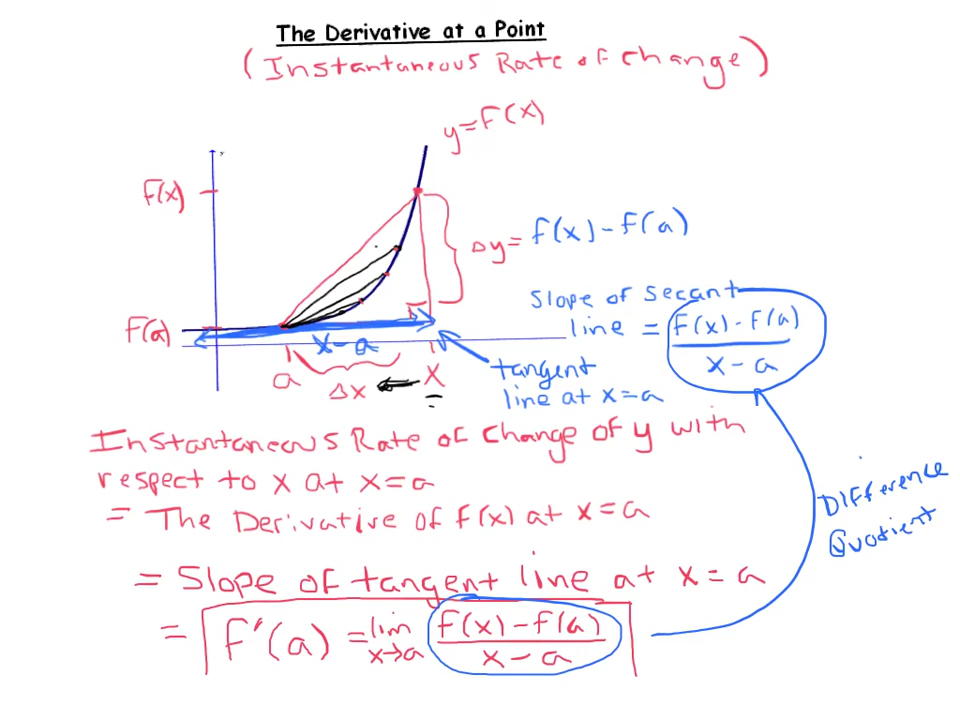 The Derivative at a Point
(Instantaneous Rate of Change)
y=F(x)
F(x)
Δy= f(x)-F(a)
Slope of Secant
line = F(x)-F(a) / x-a
F(a)
x-a
a
Δx
x
tangent
line at x=a
Instantaneous Rate of Change of y with
respect to x at x=a
= The Derivative of F(x) at x=a
Difference
Quotient
= Slope of tangent line at x=a
= F'(a) = lim x→a f(x)-f(a) / x-a